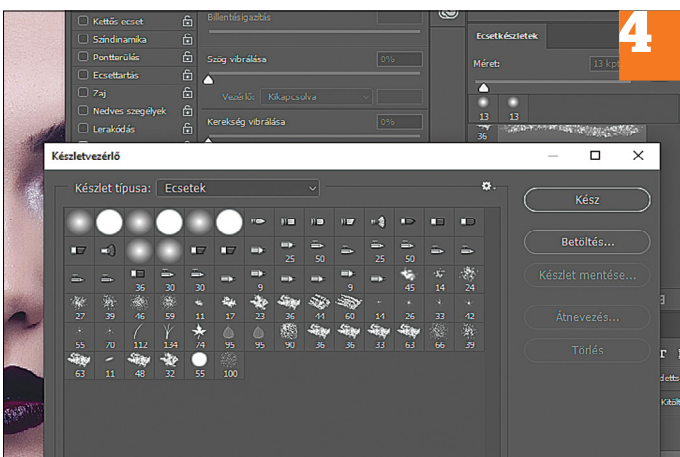 4
Kettős ecset
Színdinamika
Pontterülés
Ecsettartás
Zaj
Nedves szegélyek
Lerakódás
Billentésigazítás
Szög vibrálása 0%
Vezérlő: Kikapcsolva
Kerekség vibrálása 0%
Ecsetkészletek
Méret: 13 kpt
13 13
36
Készletvezérlő
Készlet típusa: Ecsetek
25 50 25 50
36 30 30 9 9 45 14 24
27 39 46 59 11 17 23 36 44 60 14 26 33 42
55 70 112 134 74 95 95 90 36 36 33 63 66 39
63 11 48 32 55 100
Kész
Betöltés...
Készlet mentése...
Átnevezés...
Törlés